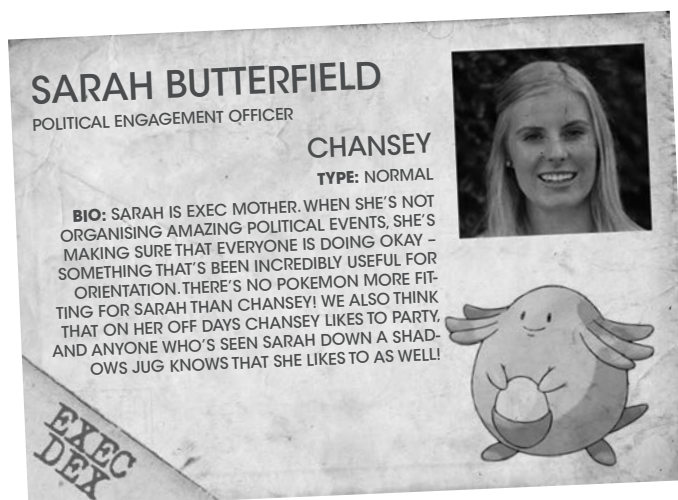 SARAH BUTTERFIELD
POLITICAL ENGAGEMENT OFFICER
CHANSEY
TYPE: NORMAL
BIO: SARAH IS EXEC MOTHER. WHEN SHE'S NOT
ORGANISING AMAZING POLITICAL EVENTS, SHE'S
MAKING SURE THAT EVERYONE IS DOING OKAY –
SOMETHING THAT'S BEEN INCREDIBLY USEFUL FOR
ORIENTATION. THERE'S NO POKEMON MORE FIT-
TING FOR SARAH THAN CHANSEY! WE ALSO THINK
THAT ON HER OFF DAYS CHANSEY LIKES TO PARTY,
AND ANYONE WHO'S SEEN SARAH DOWN A SHAD-
OWS JUG KNOWS THAT SHE LIKES TO AS WELL!
EXEC
DEX